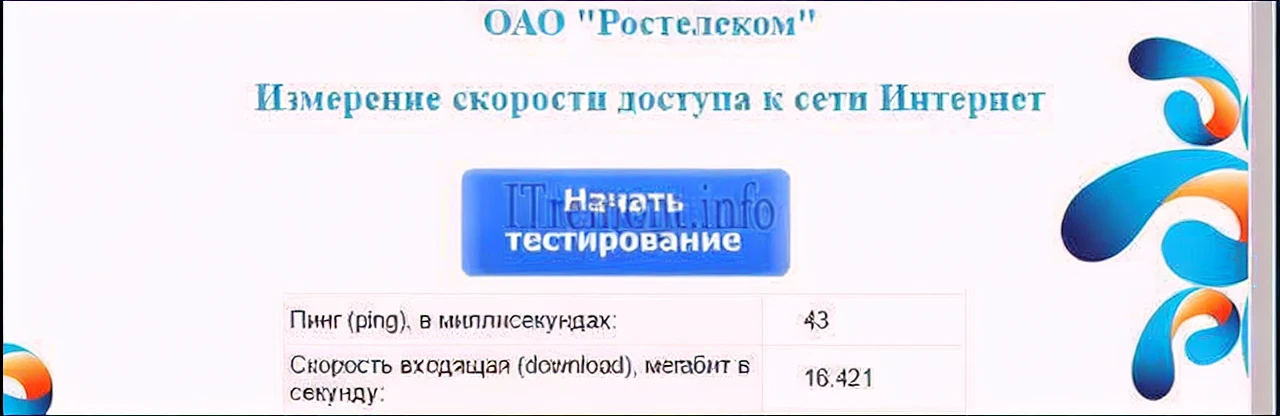 ОАО "Ростелеком"
Измерение скорости доступа к сети Интернет
Начать
ITremont.info
тестирование
Пинг (ping), в миллисекундах: 43
Скорость входящая (download), мегабит в
секунду: 16.421